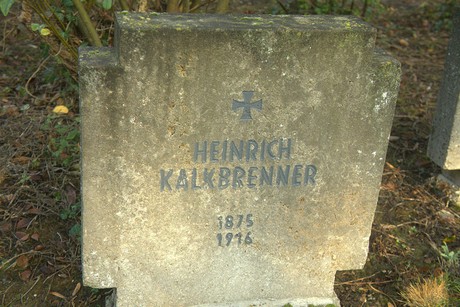 HEINRICH
KALKBRENNER
1875
1916